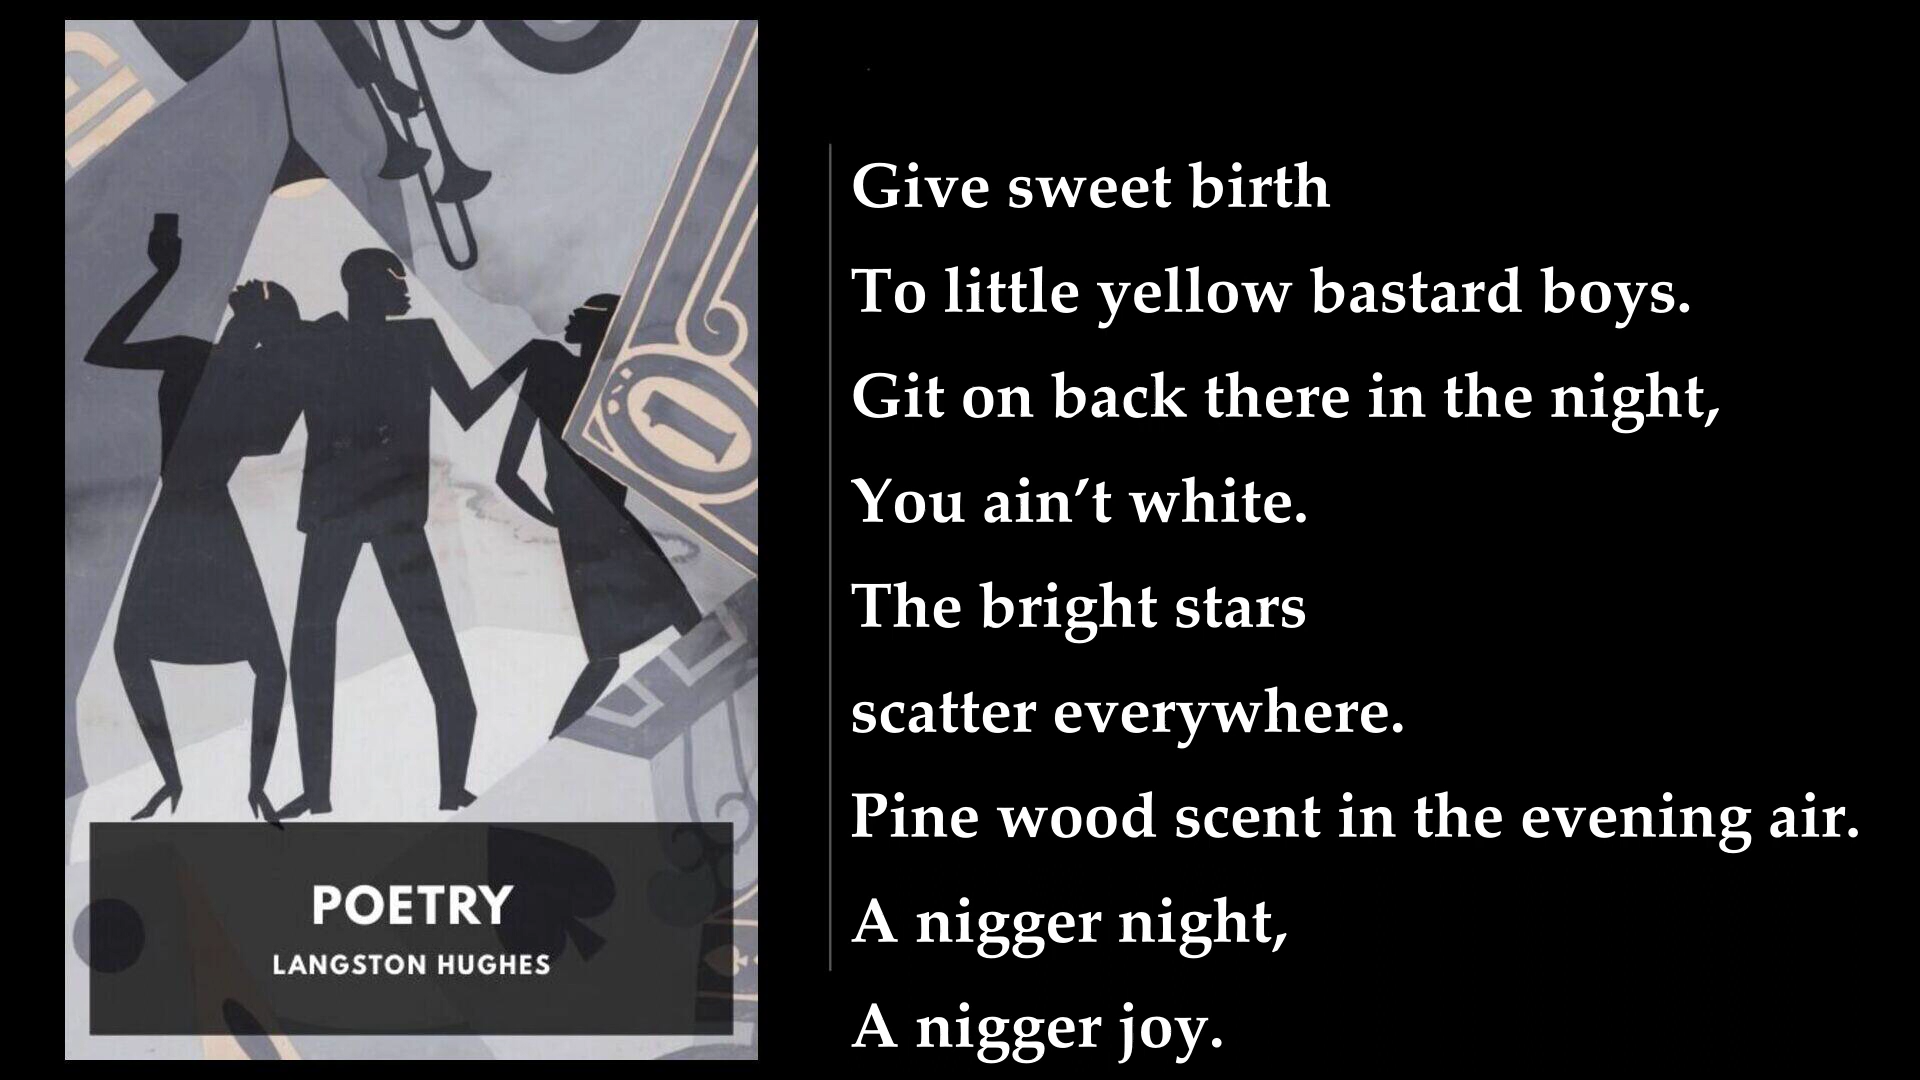 POETRY
LANGSTON HUGHES
Give sweet birth
To little yellow bastard boys.
Git on back there in the night,
You ain’t white.
The bright stars
scatter everywhere.
Pine wood scent in the evening air.
A nigger night,
A nigger joy.